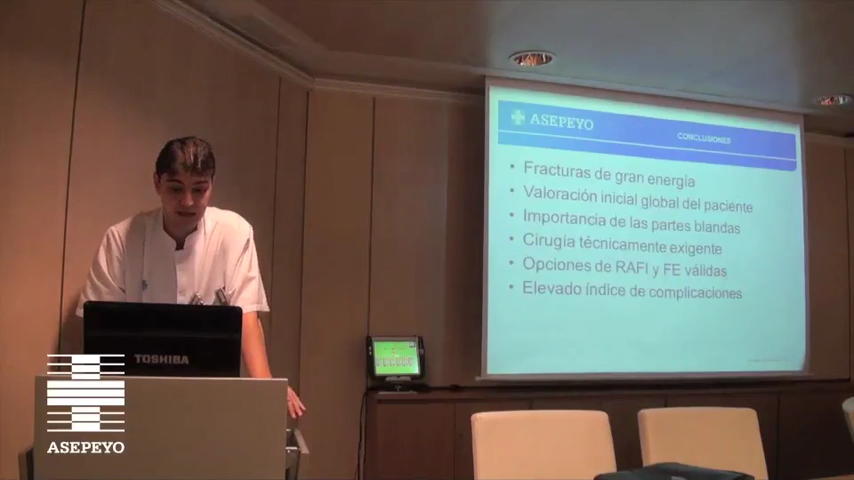 ASEPEYO
CONCLUSIONES
• Fracturas de gran energía
• Valoración inicial global del paciente
• Importancia de las partes blandas
• Cirugía técnicamente exigente
• Opciones de RAFI y FE válidas
• Elevado índice de complicaciones
TOSHIBA
ASEPEYO